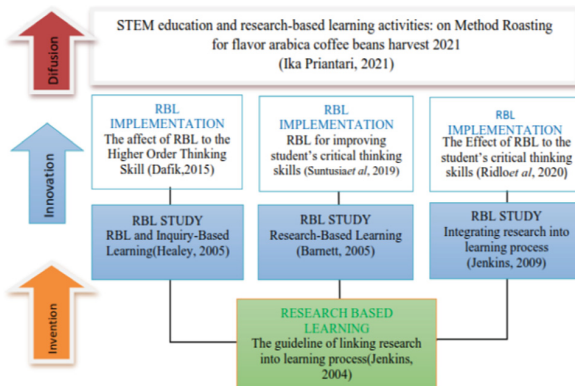 Difusion
STEM education and research-based learning activities: on Method Roasting
for flavor arabica coffee beans harvest 2021
(Ika Priantari, 2021)
Innovation
RBL
IMPLEMENTATION
The affect of RBL to the
Higher Order Thinking
Skill (Dafik,2015)
RBL
IMPLEMENTATION
RBL for improving
student's critical thinking
skills (Suntusiaet al, 2019)
RBL
IMPLEMENTATION
The Effect of RBL to the
student's critical thinking
skills (Ridloet al, 2020)
RBL STUDY
RBL and Inquiry-Based
Learning(Healey, 2005)
RBL STUDY
Research-Based Learning
(Barnett, 2005)
RBL STUDY
Integrating research into
learning process
(Jenkins, 2009)
Invention
RESEARCH BASED
LEARNING
The guideline of linking research
into learning process(Jenkins,
2004)